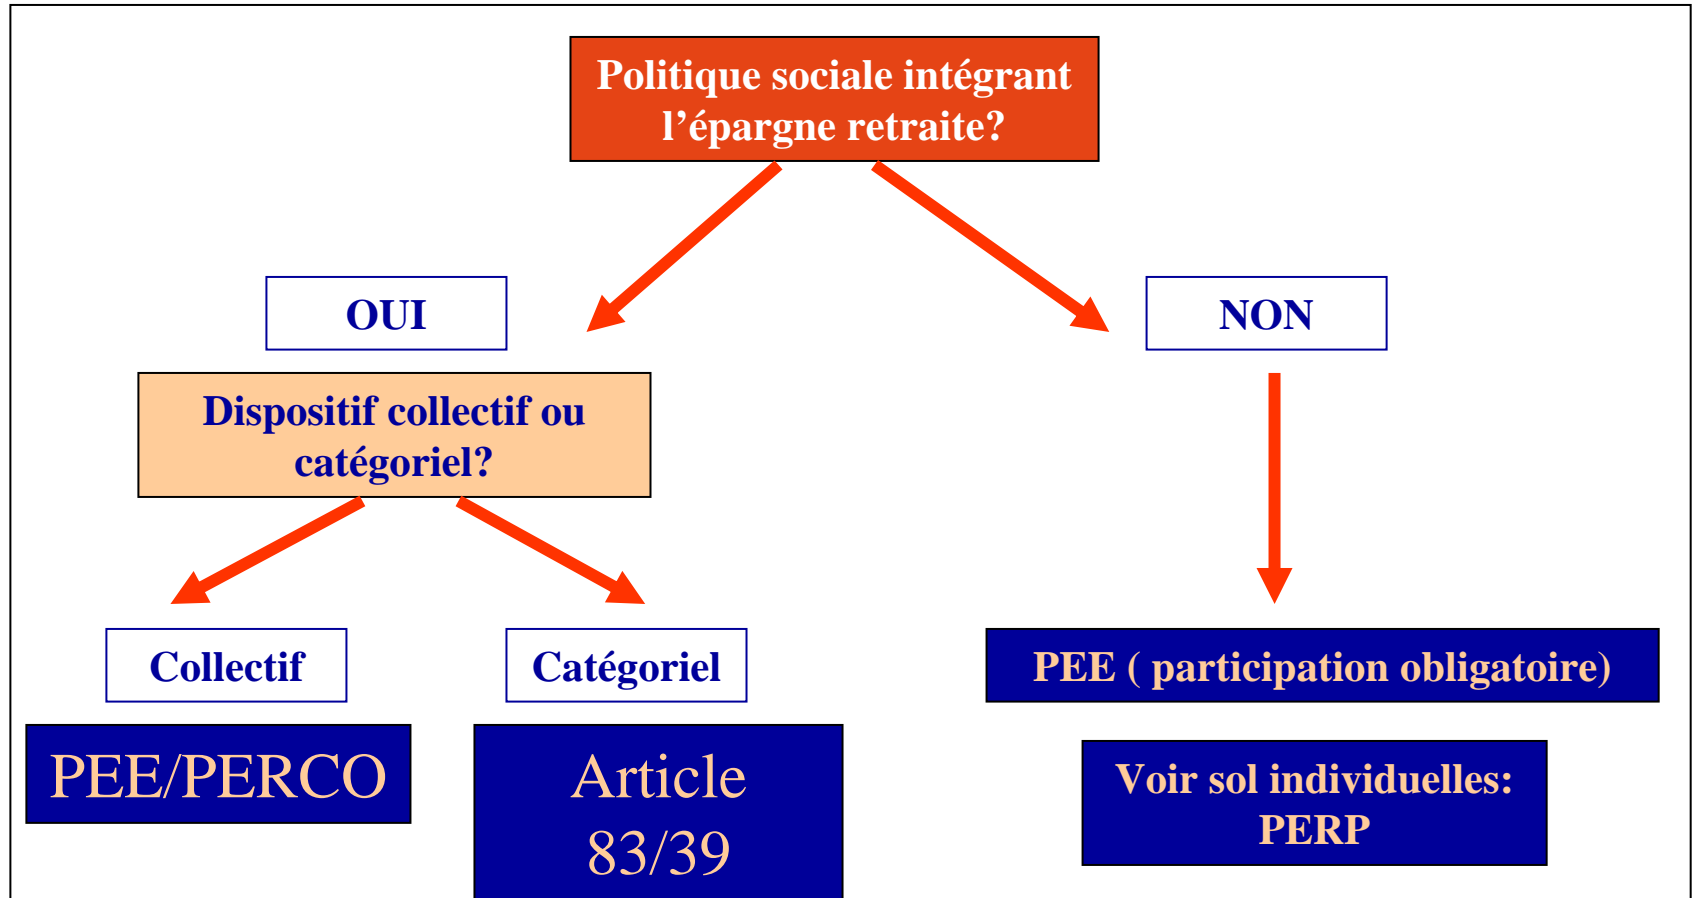 Politique sociale intégrant
l’épargne retraite?
OUI
NON
Dispositif collectif ou
catégoriel?
Collectif
Catégoriel
PEE ( participation obligatoire)
PEE/PERCO
Article
83/39
Voir sol individuelles:
PERP